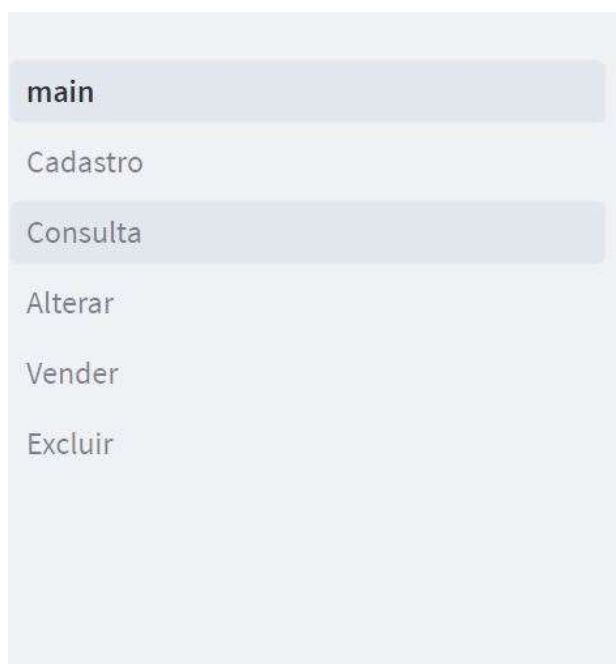 main
Cadastro
Consulta
Alterar
Vender
Excluir